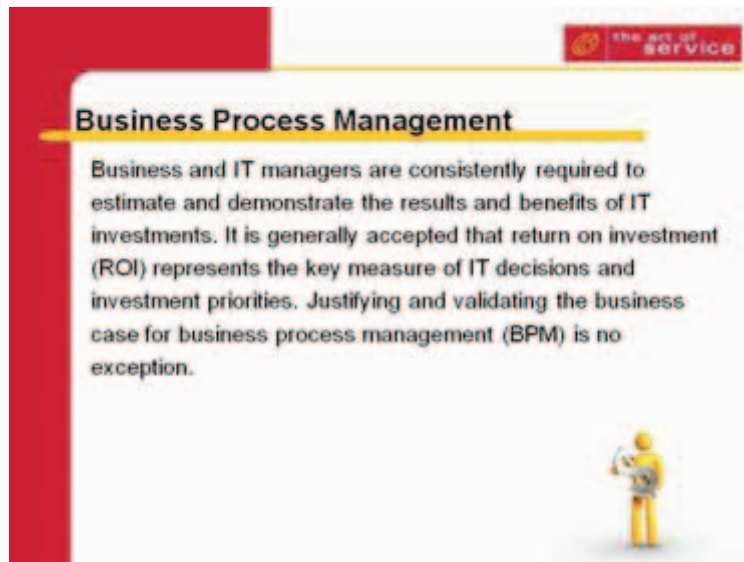 the art of
service
Business Process Management
Business and IT managers are consistently required to
estimate and demonstrate the results and benefits of IT
investments. It is generally accepted that return on investment
(ROI) represents the key measure of IT decisions and
investment priorities. Justifying and validating the business
case for business process management (BPM) is no
exception.